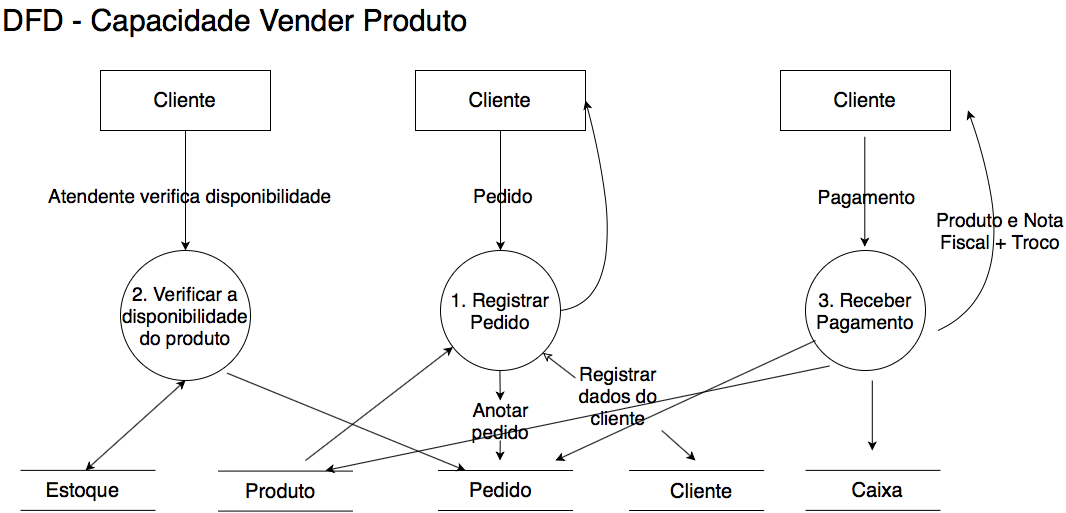 DFD - Capacidade Vender Produto
Cliente
Cliente
Cliente
Atendente verifica disponibilidade
Pedido
Pagamento
Produto e Nota
Fiscal + Troco
2. Verificar a
disponibilidade
do produto
1. Registrar
Pedido
3. Receber
Pagamento
Registrar
dados do
cliente
Anotar
pedido
Estoque
Produto
Pedido
Cliente
Caixa